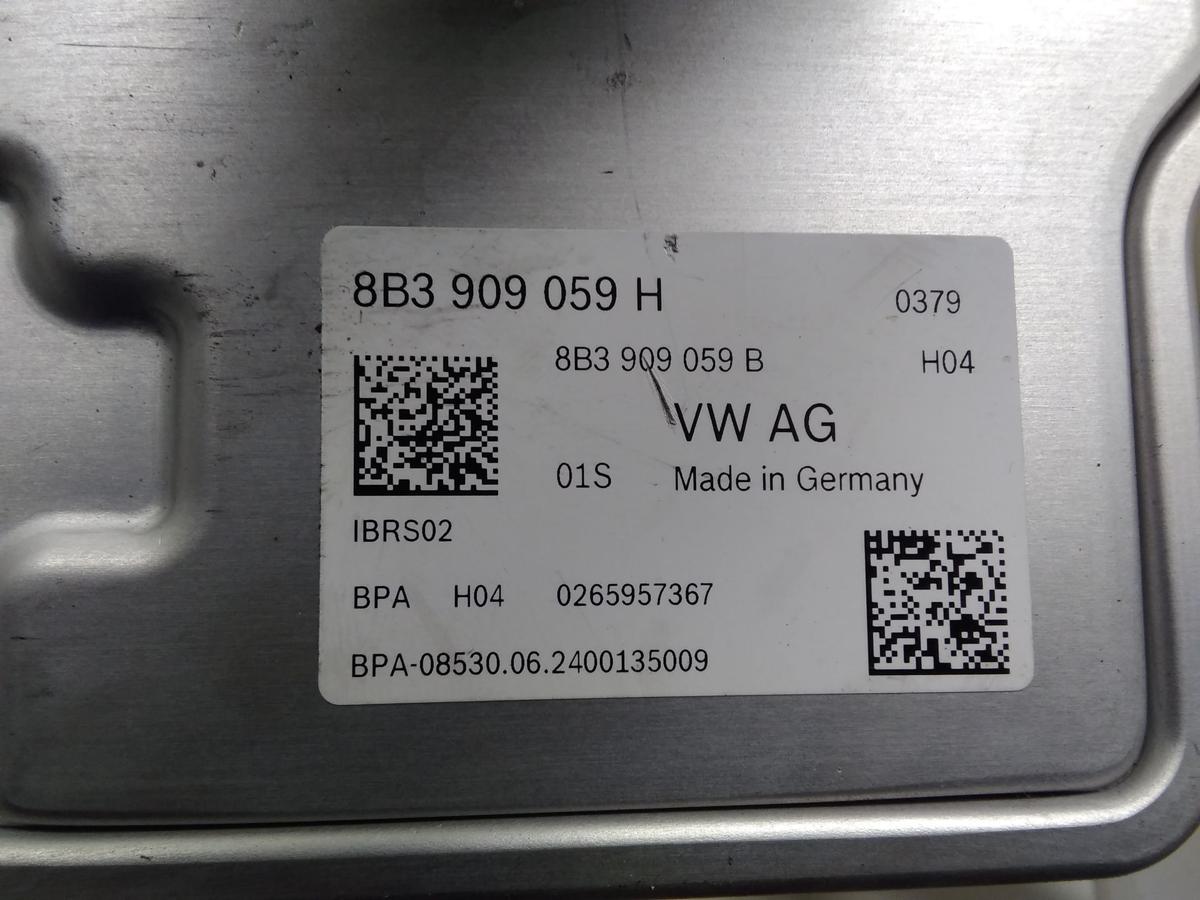 8B3 909 059 H 0379
8B3 909 059 B H04
VW AG
01S Made in Germany
IBRS02
BPA H04 0265957367
BPA-08530.06.2400135009